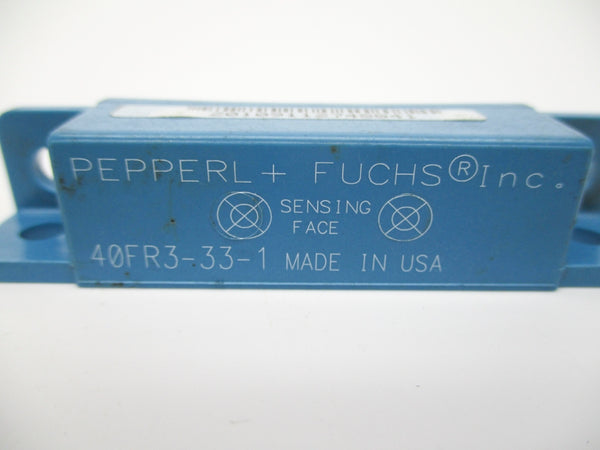 PEPPERL + FUCHS® Inc.
SENSING
FACE
40FR3-33-1 MADE IN USA